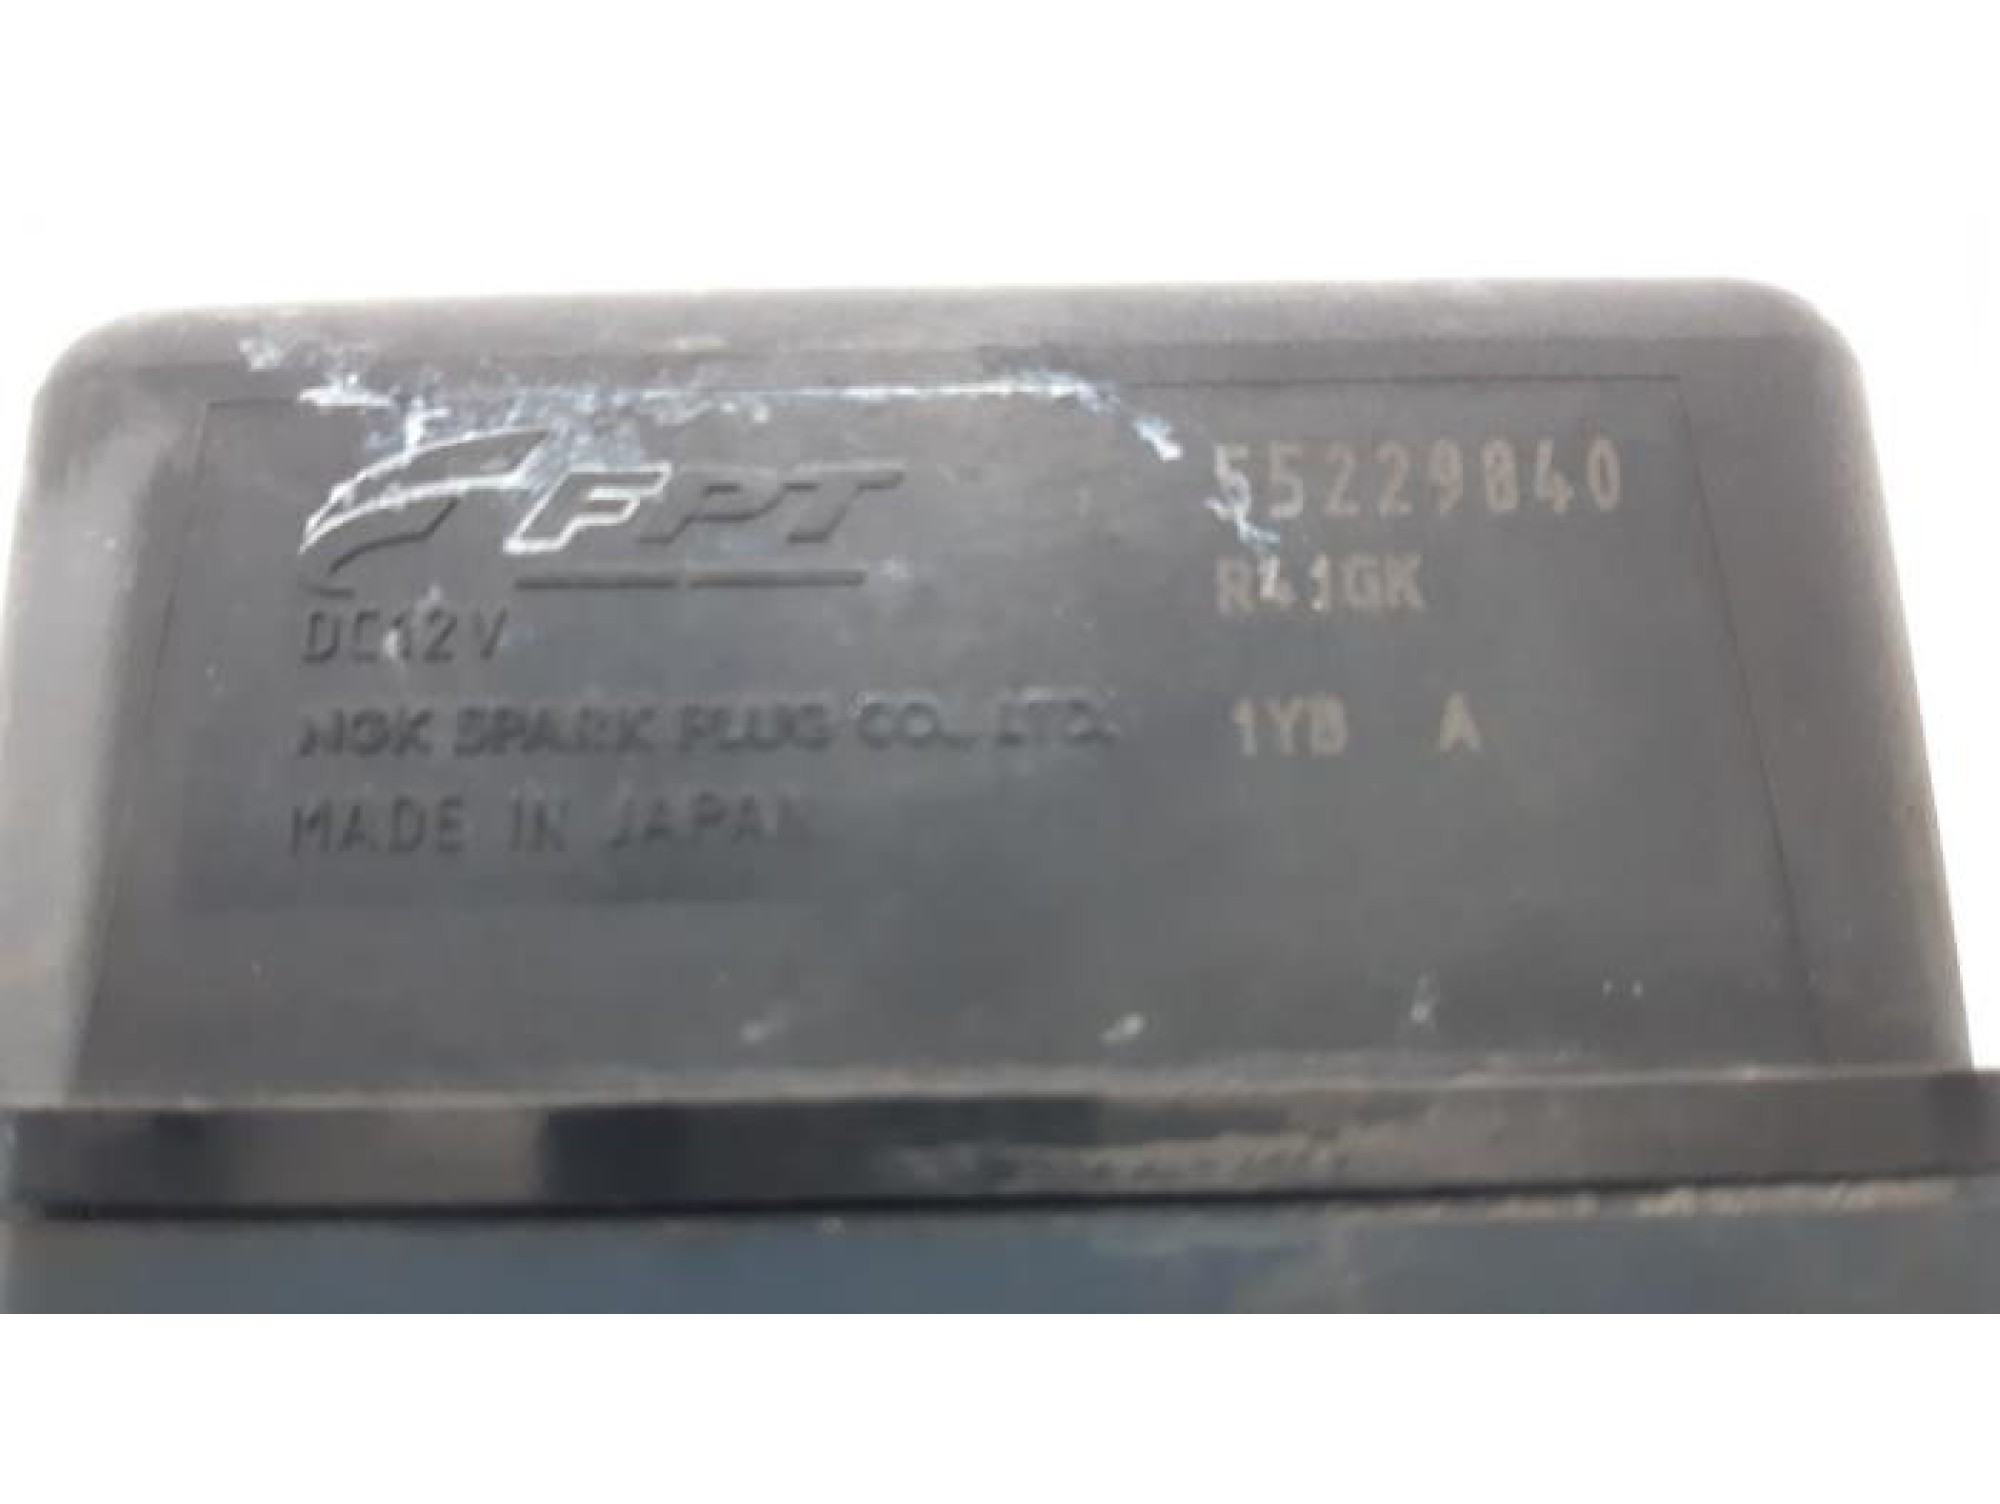 FPT
DC12V
NGK SPARK PLUG CO., LTD.
MADE IN JAPAN
55229840
R41GK
1YB A